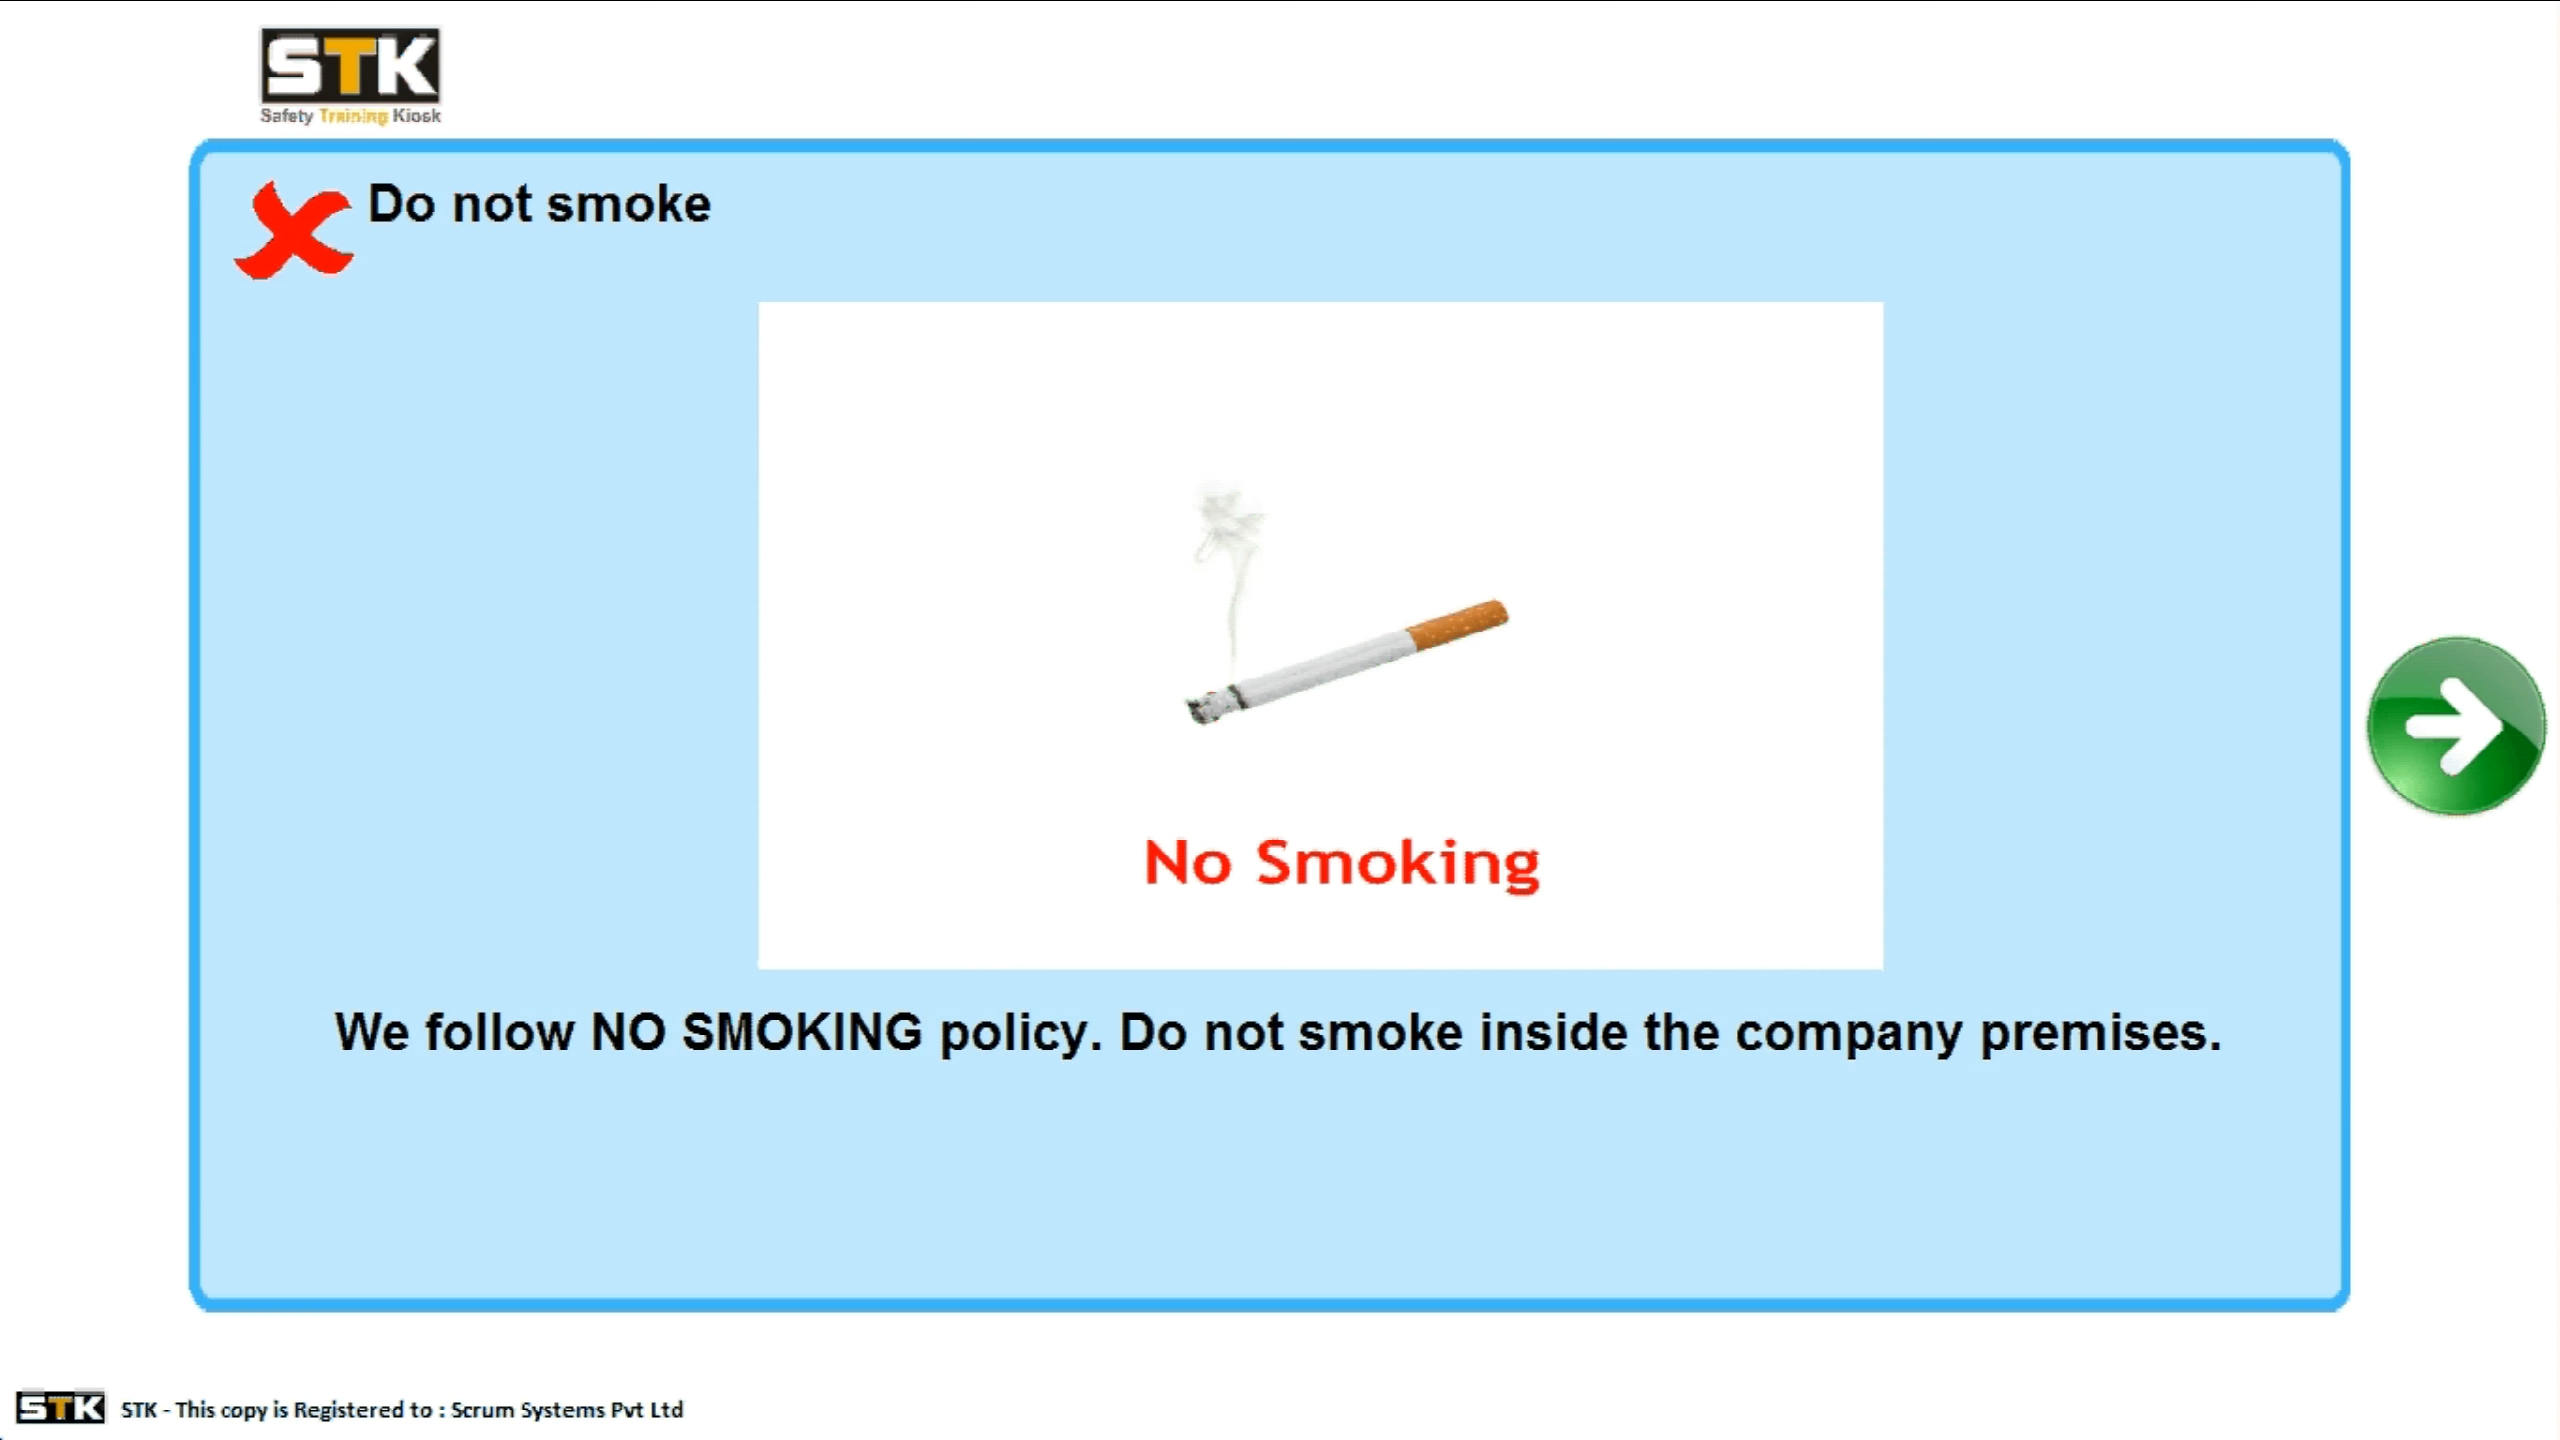 STK
Safety Training Kiosk
Do not smoke
No Smoking
We follow NO SMOKING policy. Do not smoke inside the company premises.
STK STK - This copy is Registered to : Scrum Systems Pvt Ltd